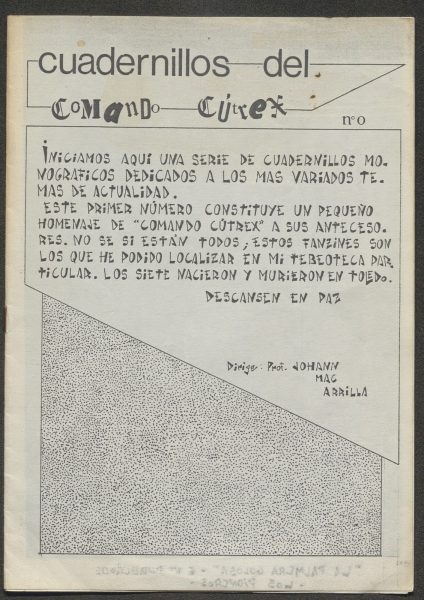 cuadernillos del
CoMaNDo CÚtReX
nº0
INICIAMOS AQUÍ UNA SERIE DE CUADERNILLOS MO-
NOGRAFICOS DEDICADOS A LOS MAS VARIADOS TE-
MAS DE ACTUALIDAD.
ESTE PRIMER NÚMERO CONSTITUYE UN PEQUEÑO
HOMENAJE DE "COMANDO CÚTREX" A SUS ANTECESO-
RES. NO SE SI ESTÁN TODOS; ESTOS FANZINES SON
LOS QUE HE PODIDO LOCALIZAR EN MI TEBEOTECA PAR-
TICULAR. LOS SIETE NACIERON Y MURIERON EN TOLEDO.
DESCANSEN EN PAZ
Dirige: Prof. JOHANN
MAC
ARRILLA